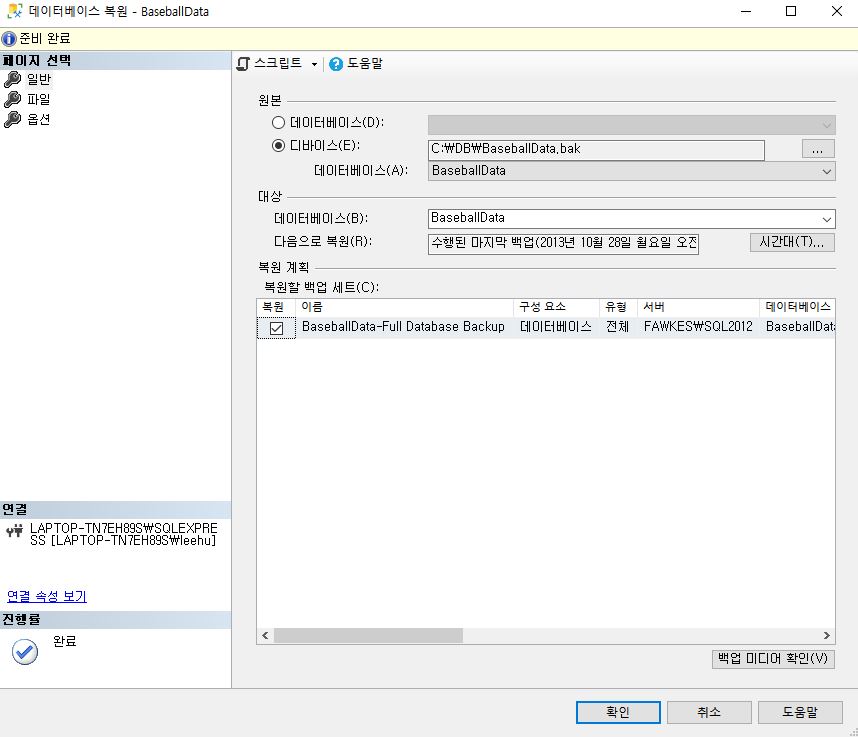 데이터베이스 복원 - BaseballData
준비 완료
페이지 선택
일반
파일
옵션
스크립트
도움말
원본
데이터베이스(D):
디바이스(E):
C:₩DB₩BaseballData.bak
...
데이터베이스(A):
BaseballData
대상
데이터베이스(B):
BaseballData
다음으로 복원(R):
수행된 마지막 백업(2013년 10월 28일 월요일 오전
시간대(T)...
복원 계획
복원할 백업 세트(C):
복원 이름 구성 요소 유형 서버 데이터베이스
BaseballData-Full Database Backup 데이터베이스 전체 FAWKES₩SQL2012 BaseballData
연결
LAPTOP-TN7EH89S₩SQLEXPRE
SS [LAPTOP-TN7EH89S₩leehu]
연결 속성 보기
진행률
완료
백업 미디어 확인(V)
확인
취소
도움말